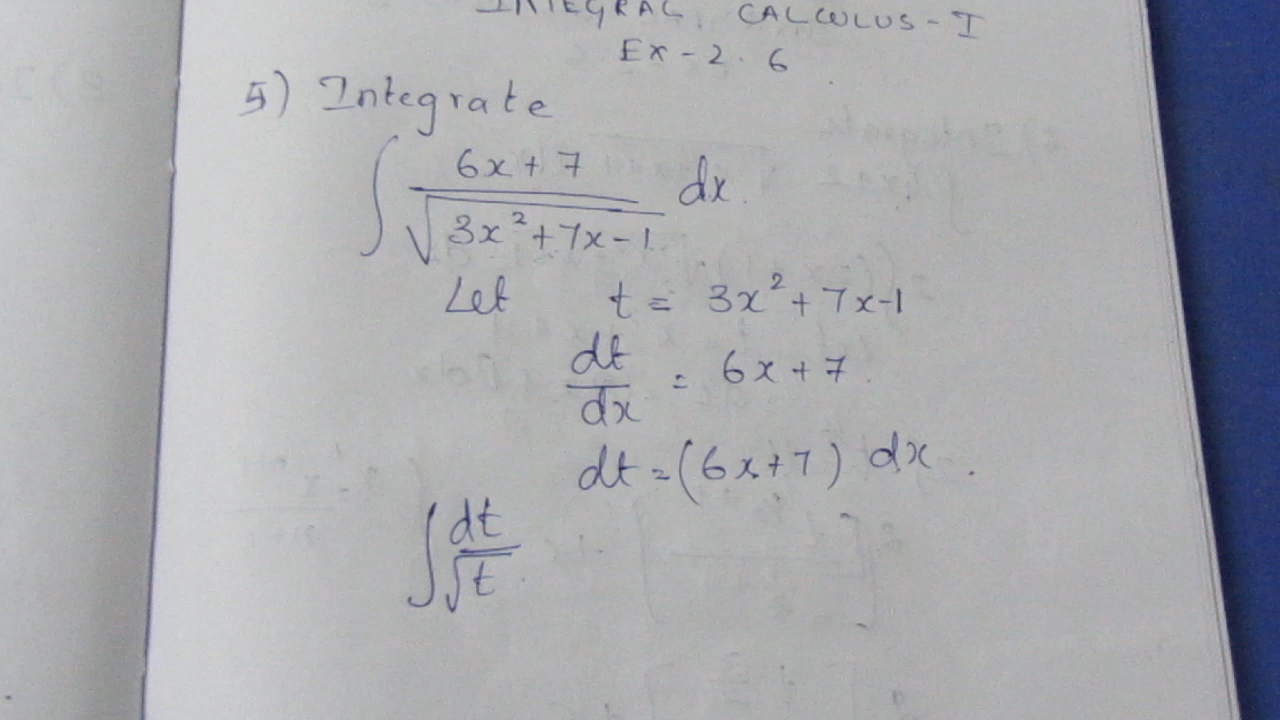 INTEGRAL CALCULUS - I
Ex - 2.6
5) Integrate
∫ (6x + 7) / √(3x² + 7x - 1) dx.
Let t = 3x² + 7x - 1
dt/dx = 6x + 7.
dt = (6x + 7) dx.
∫ dt/√t.